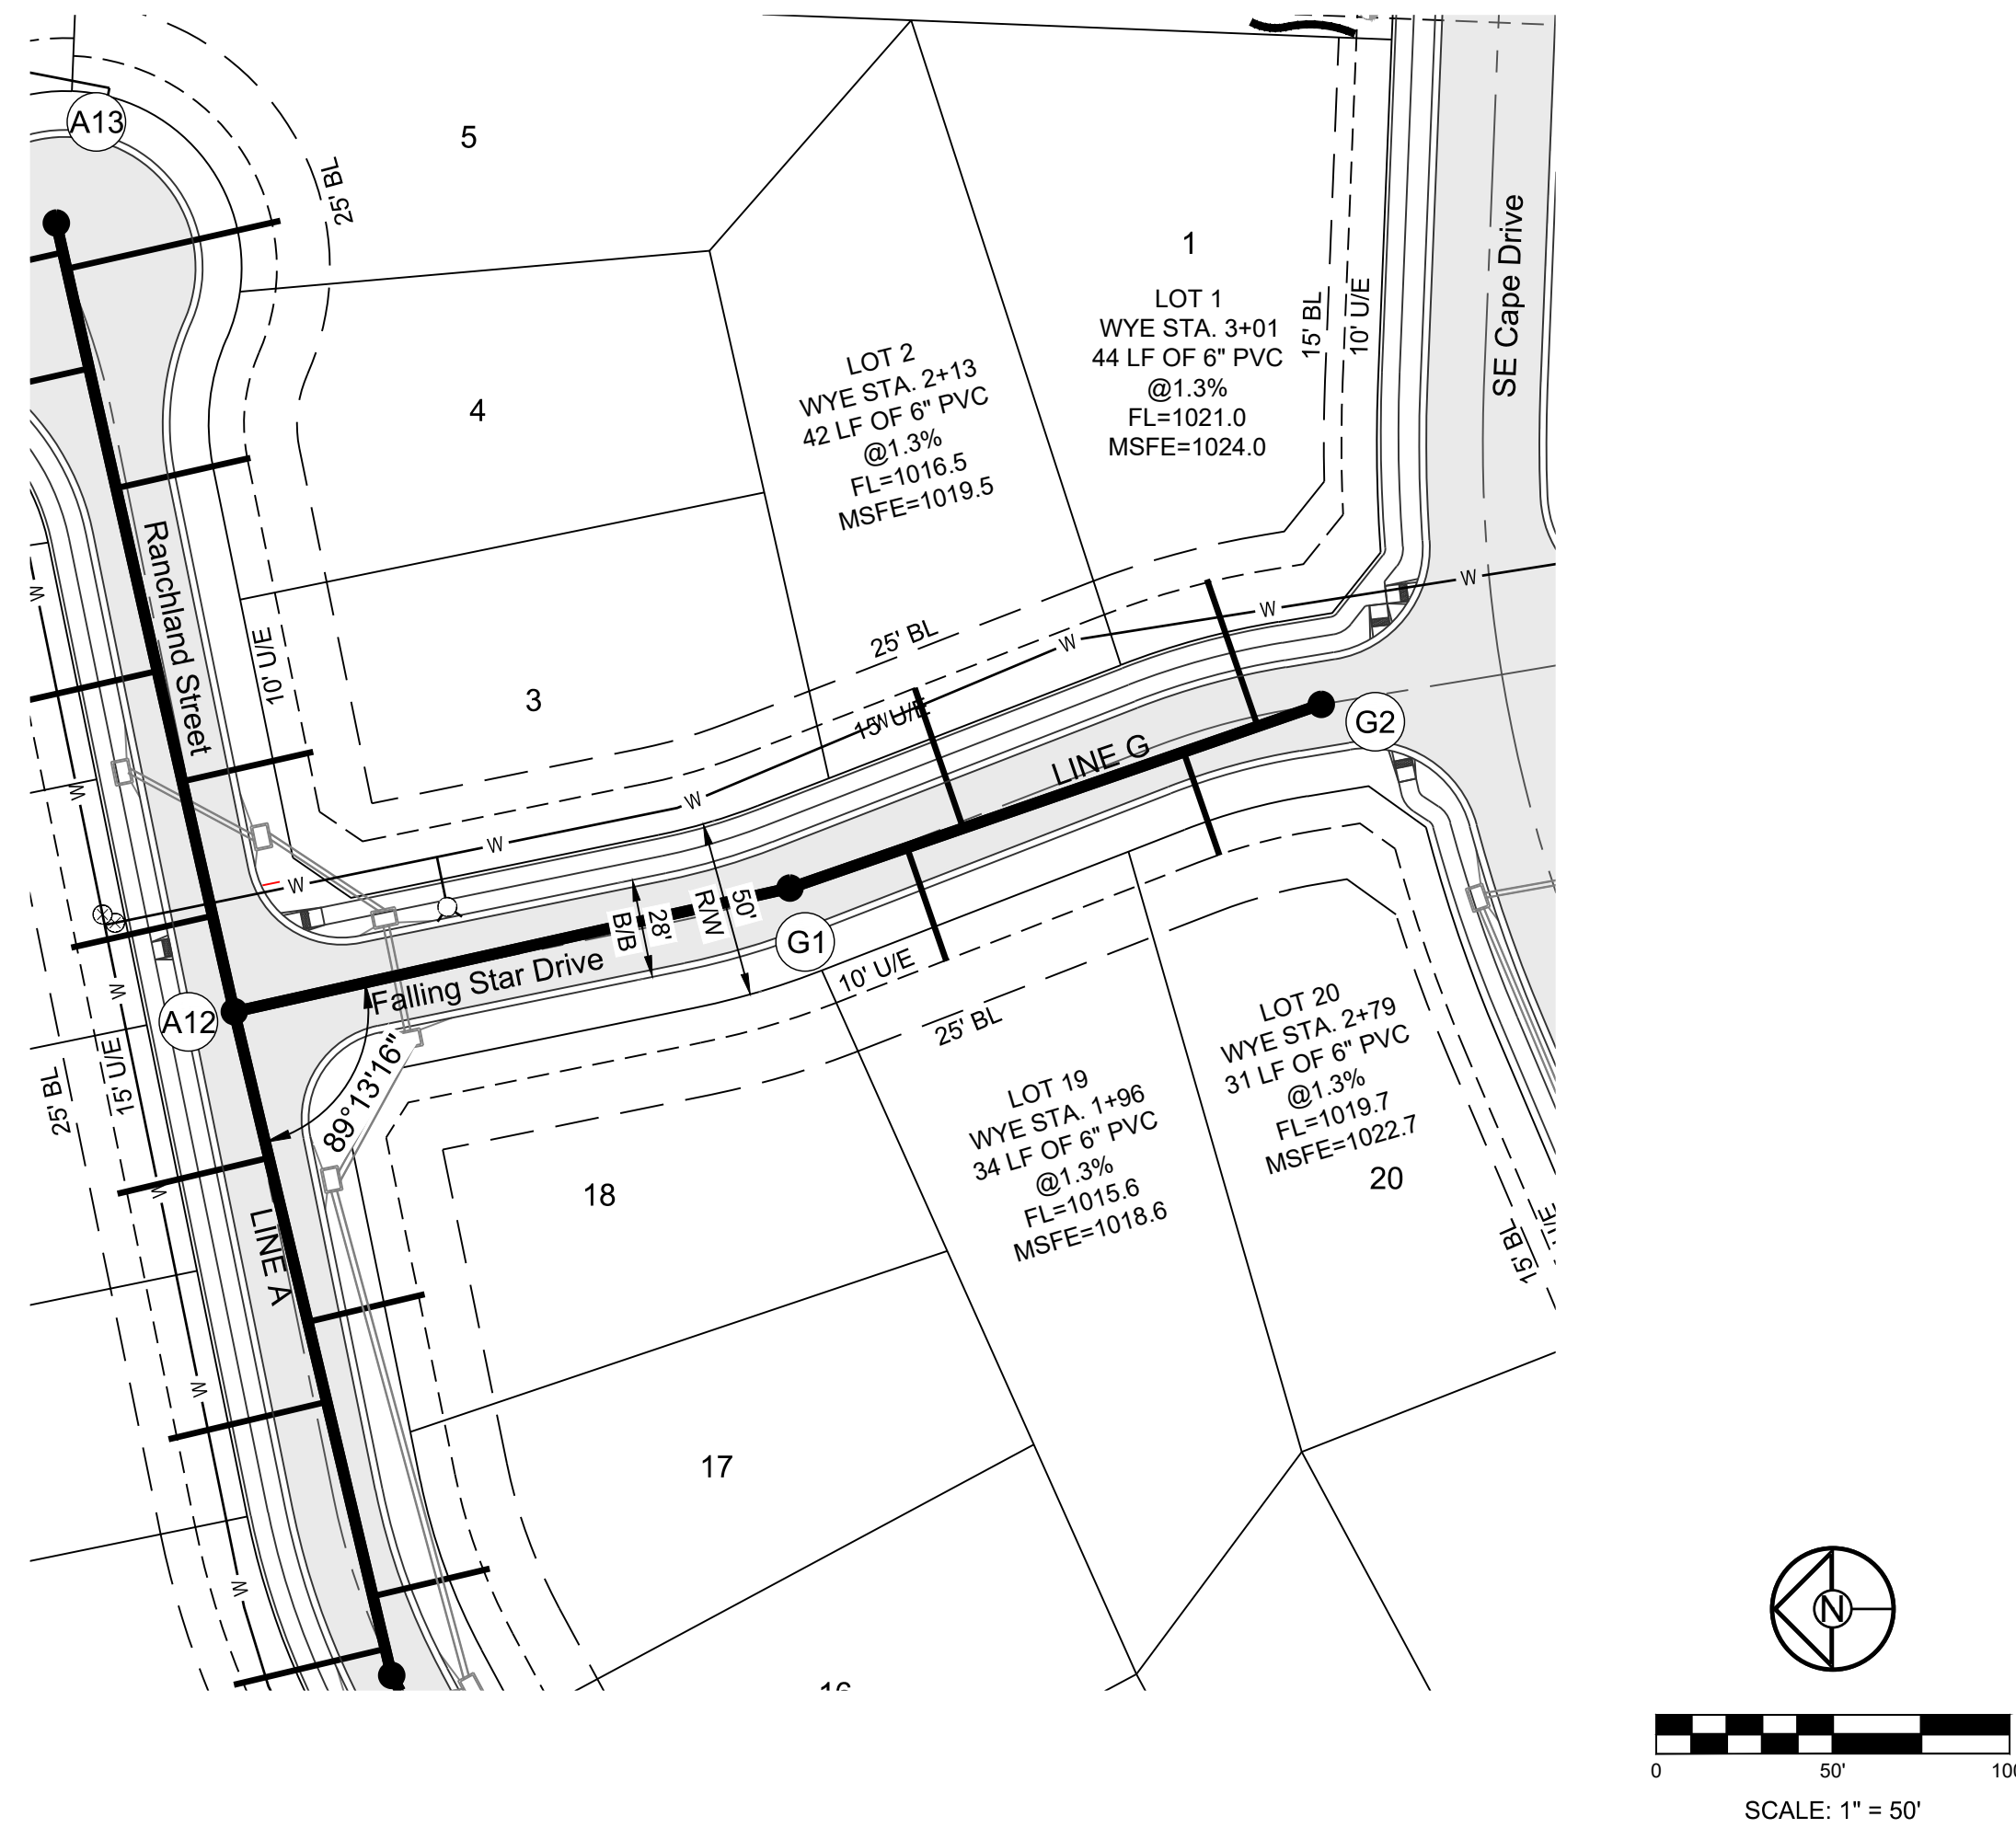 A13
5
25' BL
1
LOT 1
WYE STA. 3+01
44 LF OF 6" PVC
@1.3%
FL=1021.0
MSFE=1024.0
15' BL
10' U/E
SE Cape Drive
LOT 2
WYE STA. 2+13
42 LF OF 6" PVC
@1.3%
FL=1016.5
MSFE=1019.5
4
Ranchland Street
W
W
W
10' U/E
25' BL
W
3
15' U/E
W
G2
LINE G
W
W
W
W
50'
R/W
28'
B/B
G1
10' U/E
Falling Star Drive
A12
W
25' BL
15' U/E
89°13'16"
25' BL
LOT 20
WYE STA. 2+79
31 LF OF 6" PVC
@1.3%
FL=1019.7
MSFE=1022.7
20
LOT 19
WYE STA. 1+96
34 LF OF 6" PVC
@1.3%
FL=1015.6
MSFE=1018.6
18
W
LINE A
15' BL
U/E
W
17
W
16
N
0
50'
100
SCALE: 1" = 50'